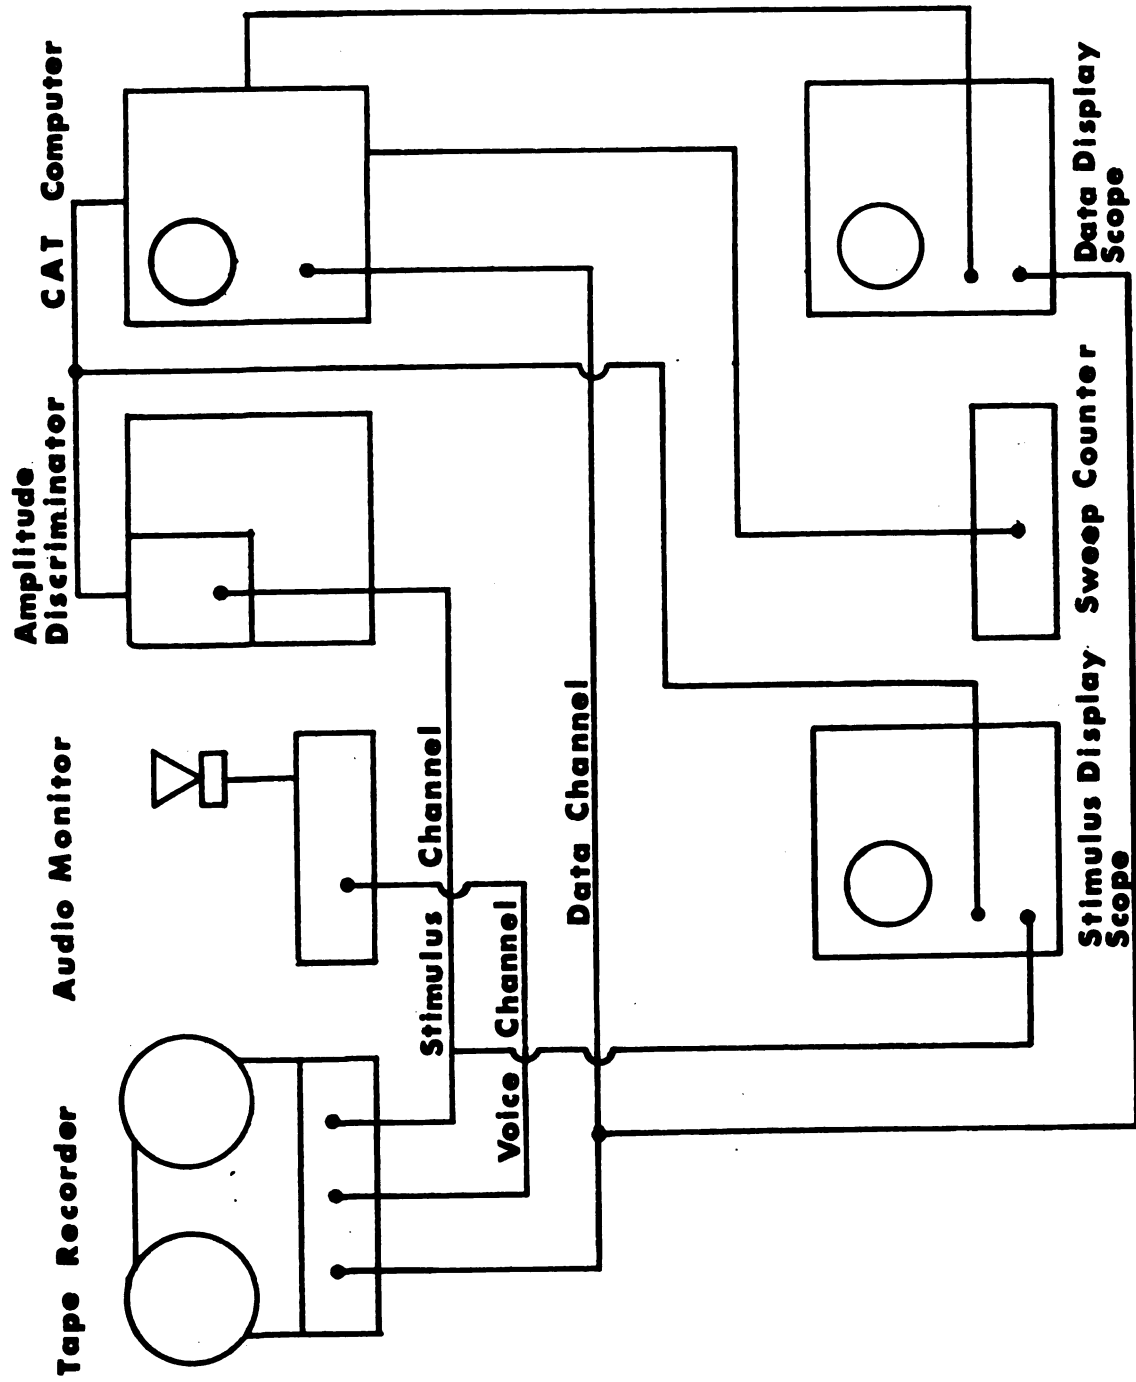 Tape Recorder
Audio Monitor
Amplitude
Discriminator
CAT Computer
Stimulus Channel
Voice Channel
Data Channel
Stimulus Display
Scope
Sweep Counter
Data Display
Scope